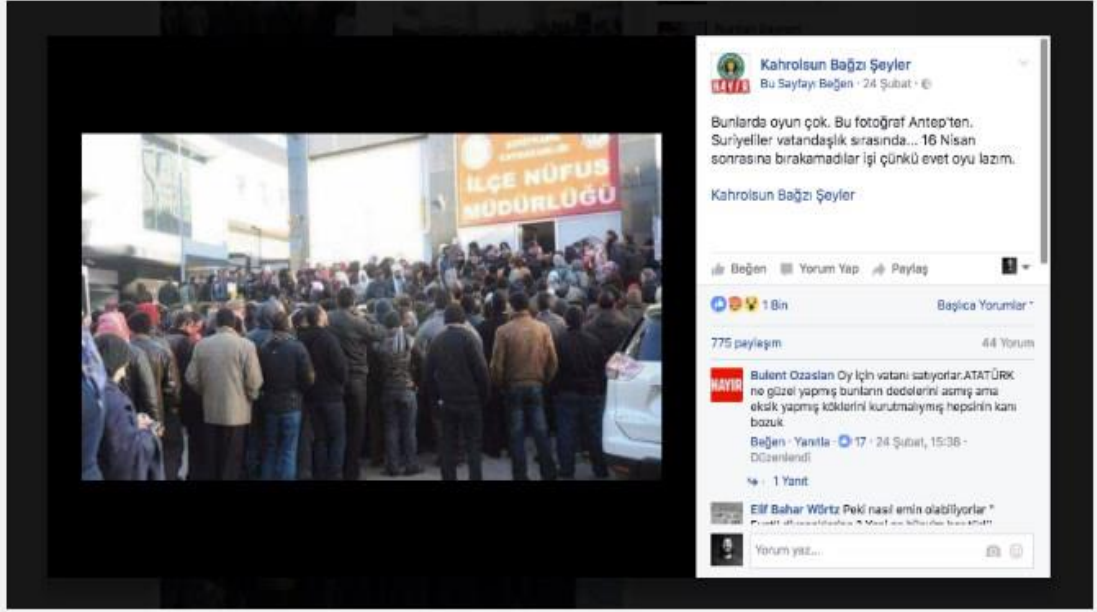 KAYMAKAMLIĞI
İLÇE NÜFUS
MÜDÜRLÜĞÜ
HAYIR
Kahrolsun Bağzı Şeyler
Bu Sayfayı Beğen · 24 Şubat ·
Bunlarda oyun çok. Bu fotoğraf Antep'ten.
Suriyeliler vatandaşlık sırasında... 16 Nisan
sonrasına bırakamadılar işi çünkü evet oyu lazım.
Kahrolsun Bağzı Şeyler
Beğen Yorum Yap Paylaş
1 Bin Başlıca Yorumlar
775 paylaşım 44 Yorum
HAYIR
Bulent Ozaslan Oy için vatanı satıyorlar.ATATÜRK
ne güzel yapmış bunların dedelerini asmış ama
eksik yapmış köklerini kurutmalıymış hepsinin kanı
bozuk
Beğen · Yanıtla · 17 · 24 Şubat, 15:38 ·
Düzenlendi
1 Yanıt
Elif Bahar Wörtz Peki nasıl emin olabiliyorlar "
Yorum yaz...